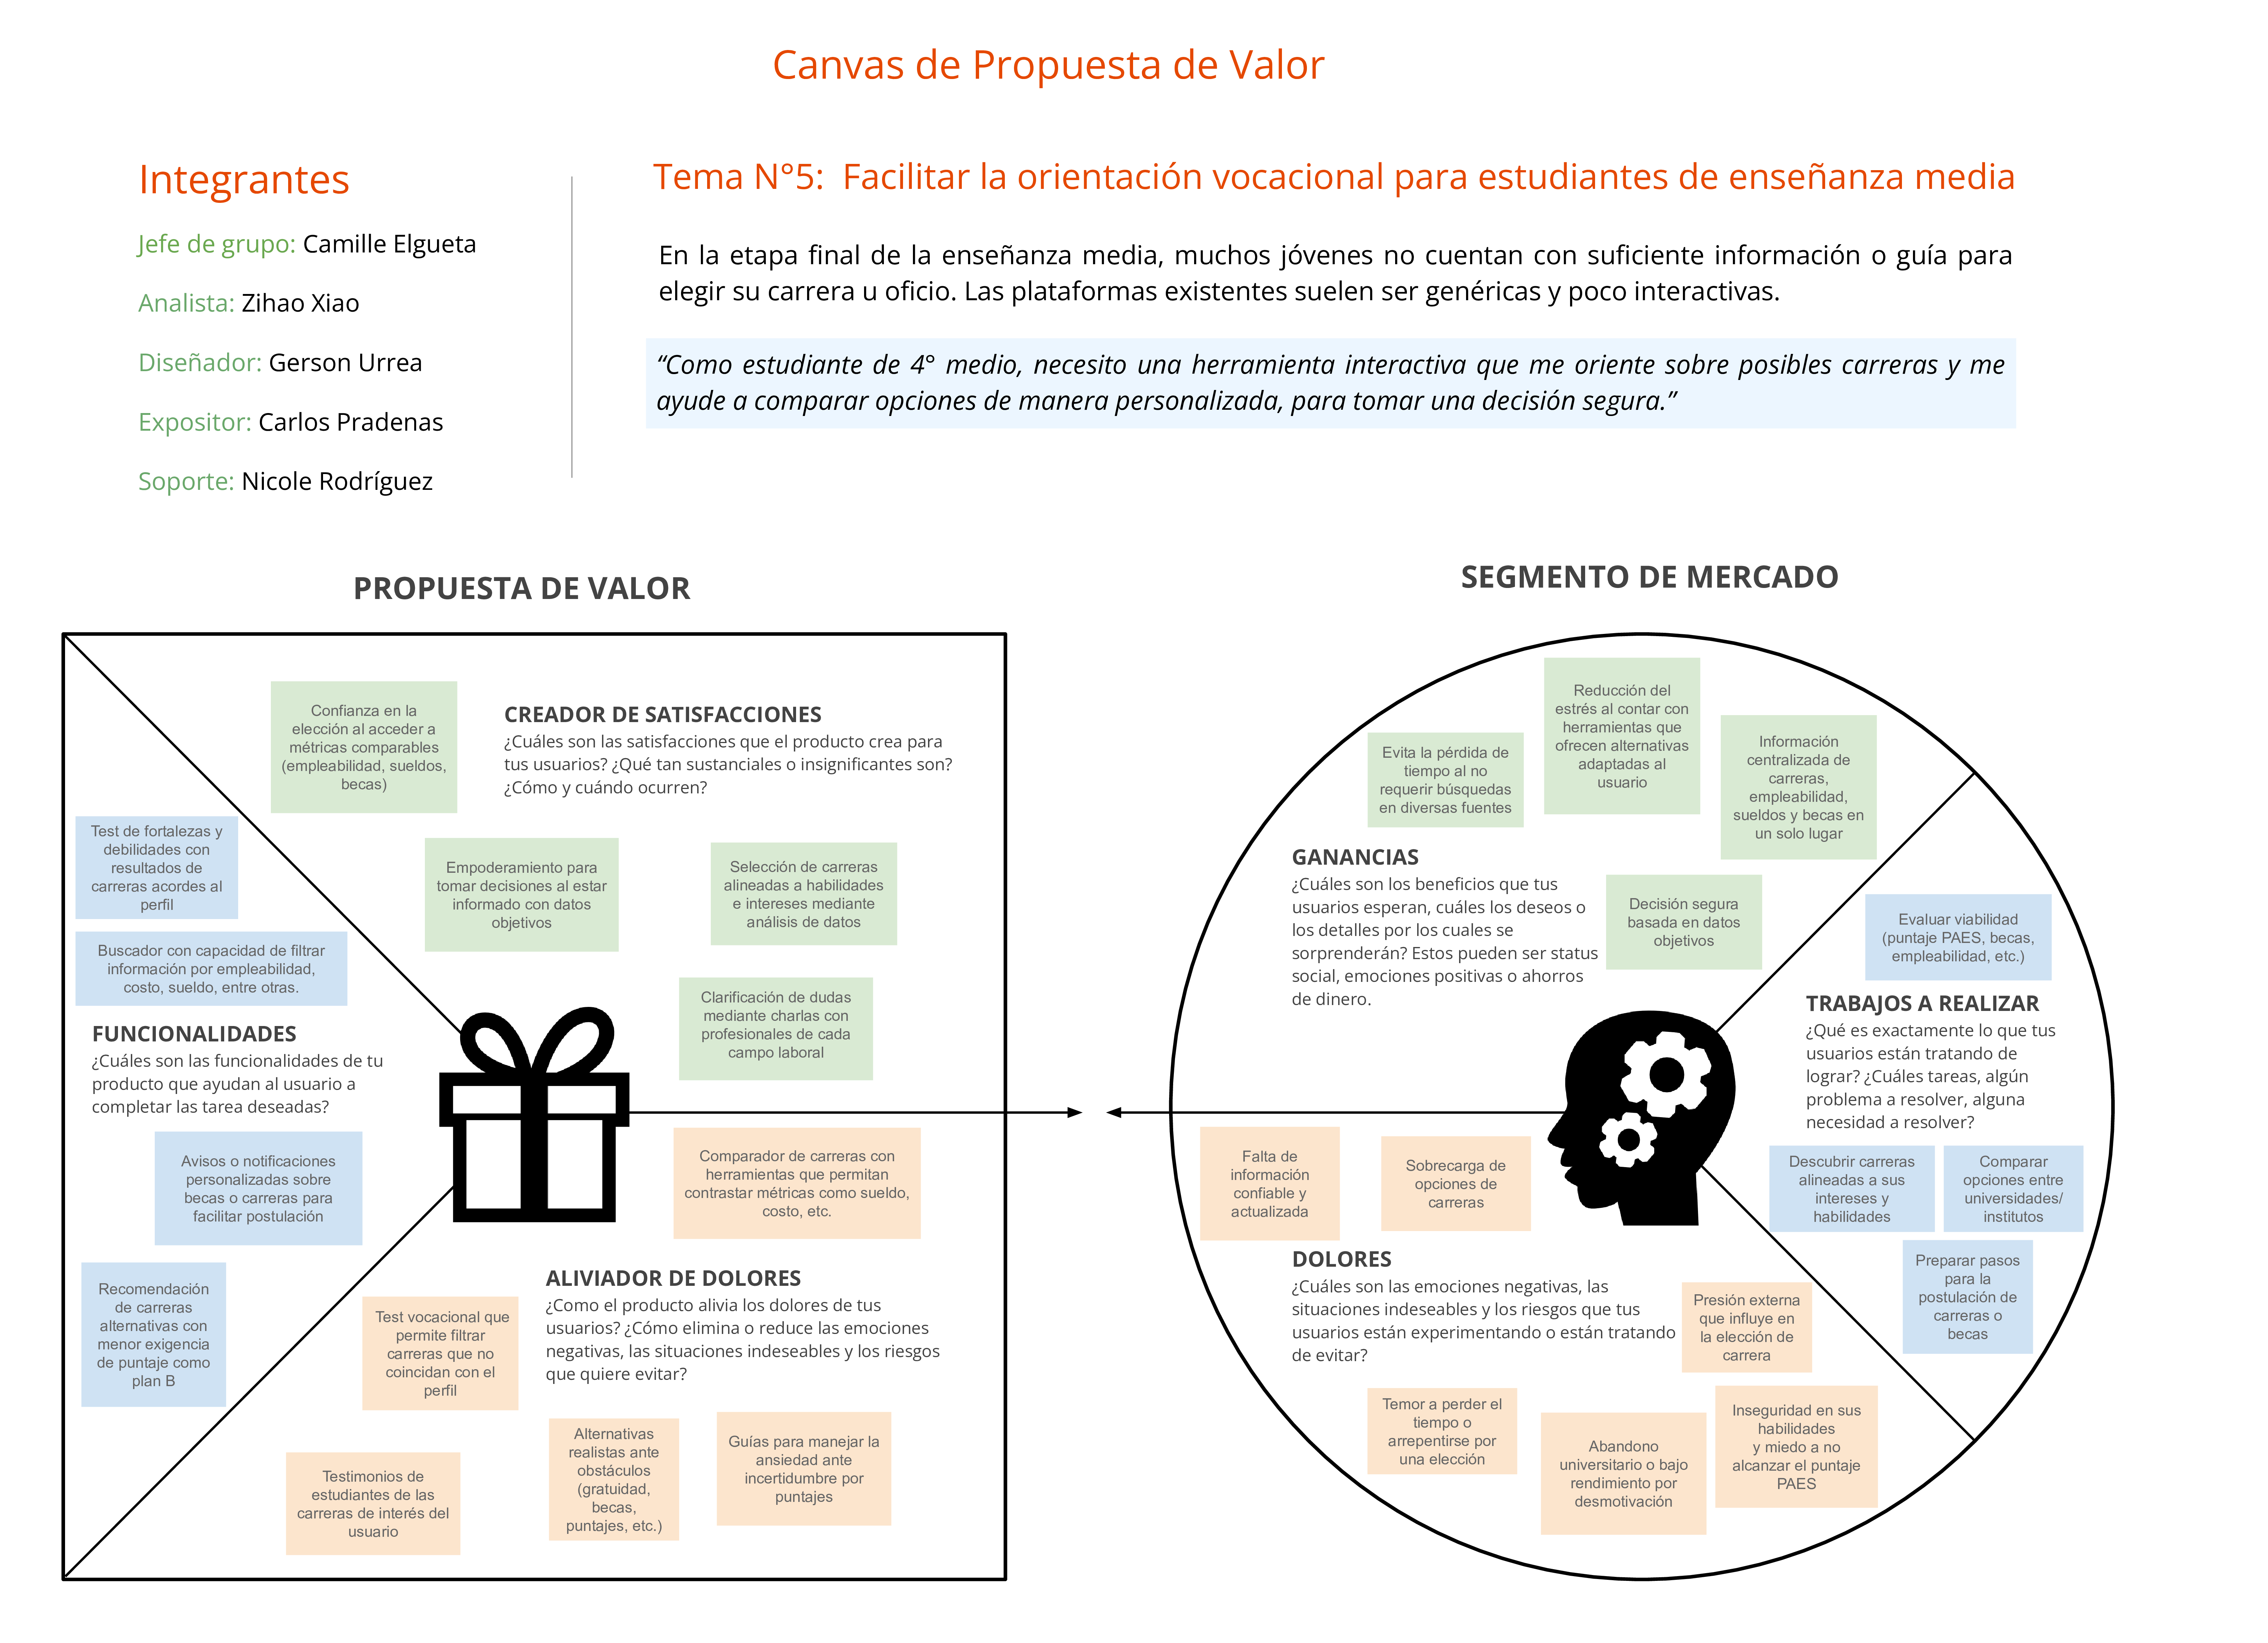 Canvas de Propuesta de Valor
Integrantes
Jefe de grupo: Camille Elgueta
Analista: Zihao Xiao
Diseñador: Gerson Urrea
Expositor: Carlos Pradenas
Soporte: Nicole Rodríguez
Tema N°5: Facilitar la orientación vocacional para estudiantes de enseñanza media
En la etapa final de la enseñanza media, muchos jóvenes no cuentan con suficiente información o guía para
elegir su carrera u oficio. Las plataformas existentes suelen ser genéricas y poco interactivas.
“Como estudiante de 4° medio, necesito una herramienta interactiva que me oriente sobre posibles carreras y me
ayude a comparar opciones de manera personalizada, para tomar una decisión segura.”
PROPUESTA DE VALOR
Confianza en la
elección al acceder a
métricas comparables
(empleabilidad, sueldos,
becas)
CREADOR DE SATISFACCIONES
¿Cuáles son las satisfacciones que el producto crea para
tus usuarios? ¿Qué tan sustanciales o insignificantes son?
¿Cómo y cuándo ocurren?
Empoderamiento para
tomar decisiones al estar
informado con datos
objetivos
Selección de carreras
alineadas a habilidades
e intereses mediante
análisis de datos
Clarificación de dudas
mediante charlas con
profesionales de cada
campo laboral
Test de fortalezas y
debilidades con
resultados de
carreras acordes al
perfil
Buscador con capacidad de filtrar
información por empleabilidad,
costo, sueldo, entre otras.
FUNCIONALIDADES
¿Cuáles son las funcionalidades de tu
producto que ayudan al usuario a
completar las tarea deseadas?
Avisos o notificaciones
personalizadas sobre
becas o carreras para
facilitar postulación
Recomendación
de carreras
alternativas con
menor exigencia
de puntaje como
plan B
Comparador de carreras con
herramientas que permitan
contrastar métricas como sueldo,
costo, etc.
ALIVIADOR DE DOLORES
¿Como el producto alivia los dolores de tus
usuarios? ¿Cómo elimina o reduce las emociones
negativas, las situaciones indeseables y los riesgos
que quiere evitar?
Test vocacional que
permite filtrar
carreras que no
coincidan con el
perfil
Testimonios de
estudiantes de las
carreras de interés del
usuario
Alternativas
realistas ante
obstáculos
(gratuidad,
becas,
puntajes, etc.)
Guías para manejar la
ansiedad ante
incertidumbre por
puntajes
SEGMENTO DE MERCADO
Evita la pérdida de
tiempo al no
requerir búsquedas
en diversas fuentes
Reducción del
estrés al contar con
herramientas que
ofrecen alternativas
adaptadas al
usuario
Información
centralizada de
carreras,
empleabilidad,
sueldos y becas en
un solo lugar
GANANCIAS
¿Cuáles son los beneficios que tus
usuarios esperan, cuáles los deseos o
los detalles por los cuales se
sorprenderán? Estos pueden ser status
social, emociones positivas o ahorros
de dinero.
Decisión segura
basada en datos
objetivos
Evaluar viabilidad
(puntaje PAES, becas,
empleabilidad, etc.)
TRABAJOS A REALIZAR
¿Qué es exactamente lo que tus
usuarios están tratando de
lograr? ¿Cuáles tareas, algún
problema a resolver, alguna
necesidad a resolver?
Descubrir carreras
alineadas a sus
intereses y
habilidades
Comparar
opciones entre
universidades/
institutos
Preparar pasos
para la
postulación de
carreras o
becas
Falta de
información
confiable y
actualizada
Sobrecarga de
opciones de
carreras
DOLORES
¿Cuáles son las emociones negativas, las
situaciones indeseables y los riesgos que tus
usuarios están experimentando o están tratando
de evitar?
Presión externa
que influye en
la elección de
carrera
Temor a perder el
tiempo o
arrepentirse por
una elección
Abandono
universitario o bajo
rendimiento por
desmotivación
Inseguridad en sus
habilidades
y miedo a no
alcanzar el puntaje
PAES